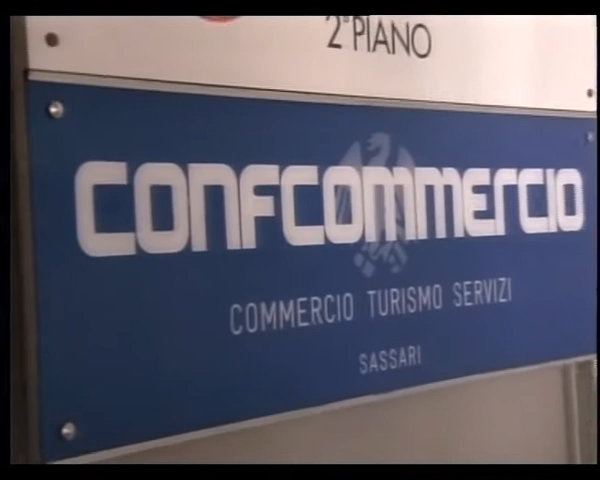 2° PIANO
CONFCOMMERCIO
COMMERCIO TURISMO SERVIZI
SASSARI